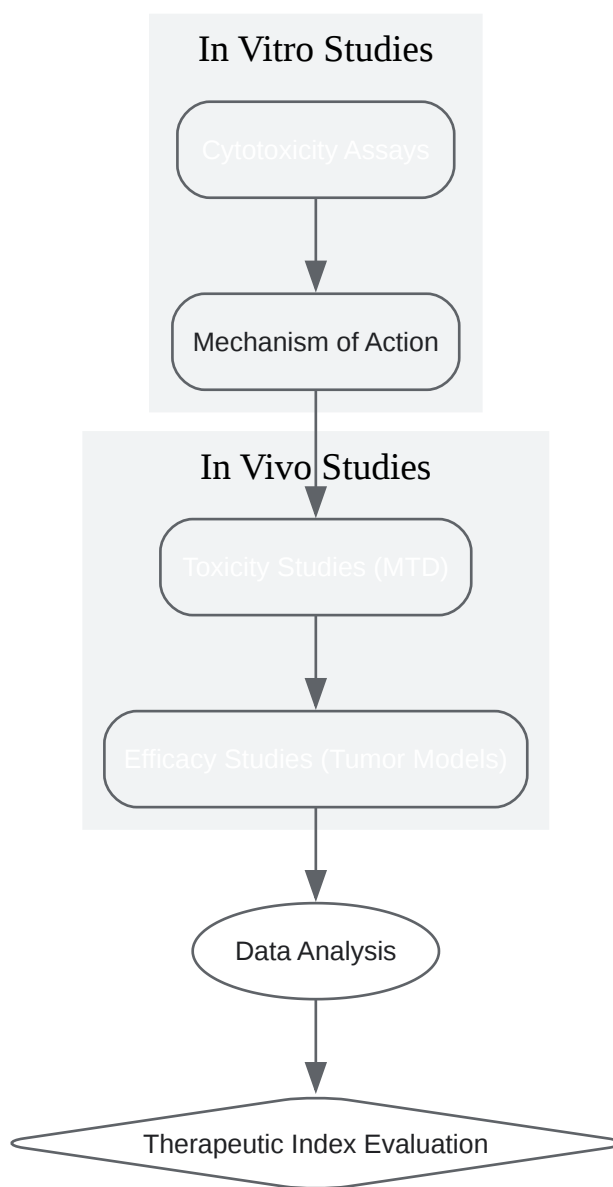 In Vitro Studies
Cytotoxicity Assays
Mechanism of Action
In Vivo Studies
Toxicity Studies (MTD)
Efficacy Studies (Tumor Models)
Data Analysis
Therapeutic Index Evaluation